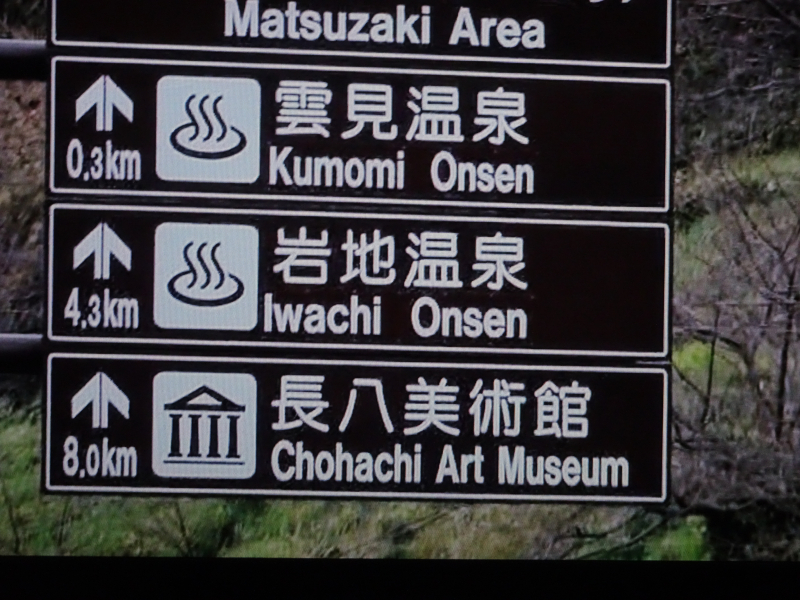 Matsuzaki Area
雲見温泉
0.3km
Kumomi Onsen
岩地温泉
4.3km
Iwachi Onsen
長八美術館
8.0km
Chohachi Art Museum